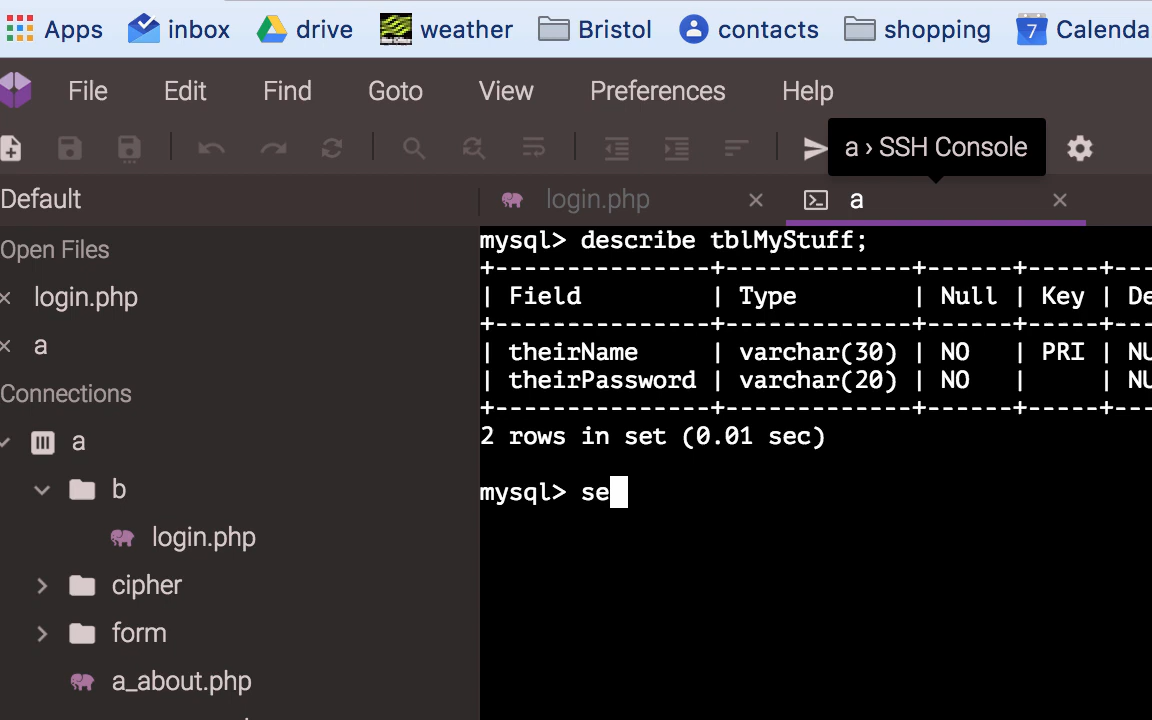 Apps inbox drive weather Bristol contacts shopping 7 Calenda
File Edit Find Goto View Preferences Help
a › SSH Console
Default login.php a
Open Files
login.php
a
Connections
a
b
login.php
cipher
form
a_about.php
mysql> describe tblMyStuff;
+---------------+-------------+------+-----+---
| Field | Type | Null | Key | De
+---------------+-------------+------+-----+---
| theirName | varchar(30) | NO | PRI | NU
| theirPassword | varchar(20) | NO | | NU
+---------------+-------------+------+-----+---
2 rows in set (0.01 sec)
mysql> se